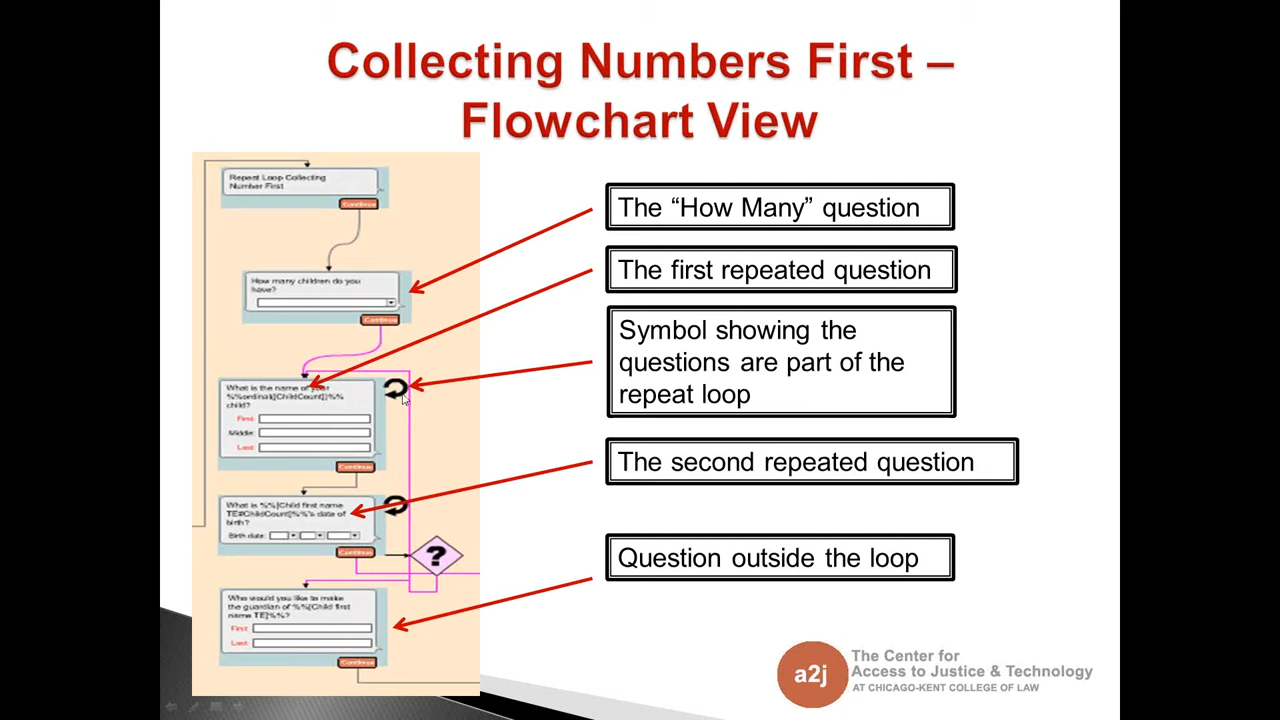 Collecting Numbers First –
Flowchart View
Repeat Loop Collecting
Number First
Continue
How many children do you
have?
Continue
What is the name of your
%%ordinal([ChildCount])%%
child?
First:
Middle:
Last:
Continue
What is %%[Child first name
TE#ChildCount]%%'s date of
birth?
Birth date:
Continue
?
Who would you like to make
the guardian of %%[Child first
name TE]%%?
First:
Last:
Continue
The “How Many” question
The first repeated question
Symbol showing the
questions are part of the
repeat loop
The second repeated question
Question outside the loop
a2j
The Center for
Access to Justice & Technology
AT CHICAGO-KENT COLLEGE OF LAW